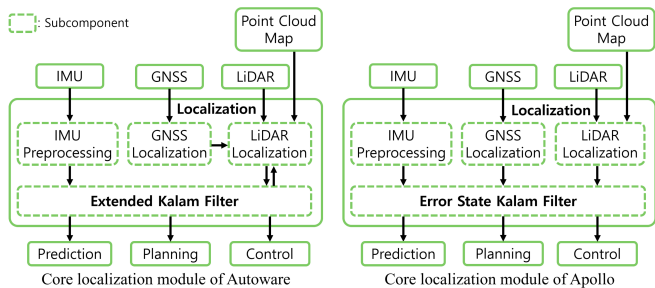 : Subcomponent
Point Cloud
Map
IMU
GNSS
LiDAR
Localization
IMU
Preprocessing
GNSS
Localization
LiDAR
Localization
Extended Kalam Filter
Prediction
Planning
Control
Core localization module of Autoware
Point Cloud
Map
IMU
GNSS
LiDAR
Localization
IMU
Preprocessing
GNSS
Localization
LiDAR
Localization
Error State Kalam Filter
Prediction
Planning
Control
Core localization module of Apollo